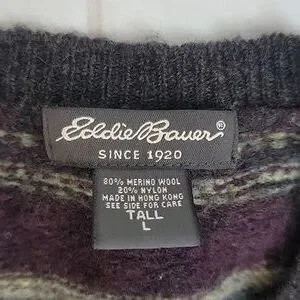 Eddie Bauer®
SINCE 1920
80% MERINO WOOL
20% NYLON
MADE IN HONG KONG
SEE SIDE FOR CARE
TALL
L